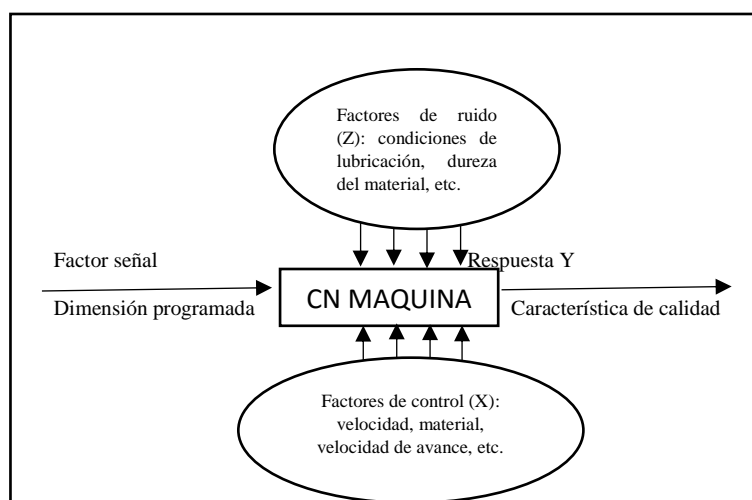 Factores de ruido
(Z): condiciones de
lubricación, dureza
del material, etc.
Factor señal
Respuesta Y
CN MAQUINA
Dimensión programada
Característica de calidad
Factores de control (X):
velocidad, material,
velocidad de avance, etc.